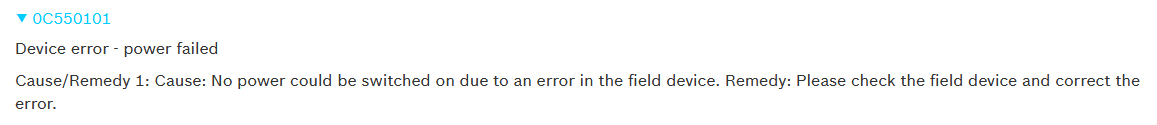 ▼ 0C550101
Device error - power failed
Cause/Remedy 1: Cause: No power could be switched on due to an error in the field device. Remedy: Please check the field device and correct the
error.